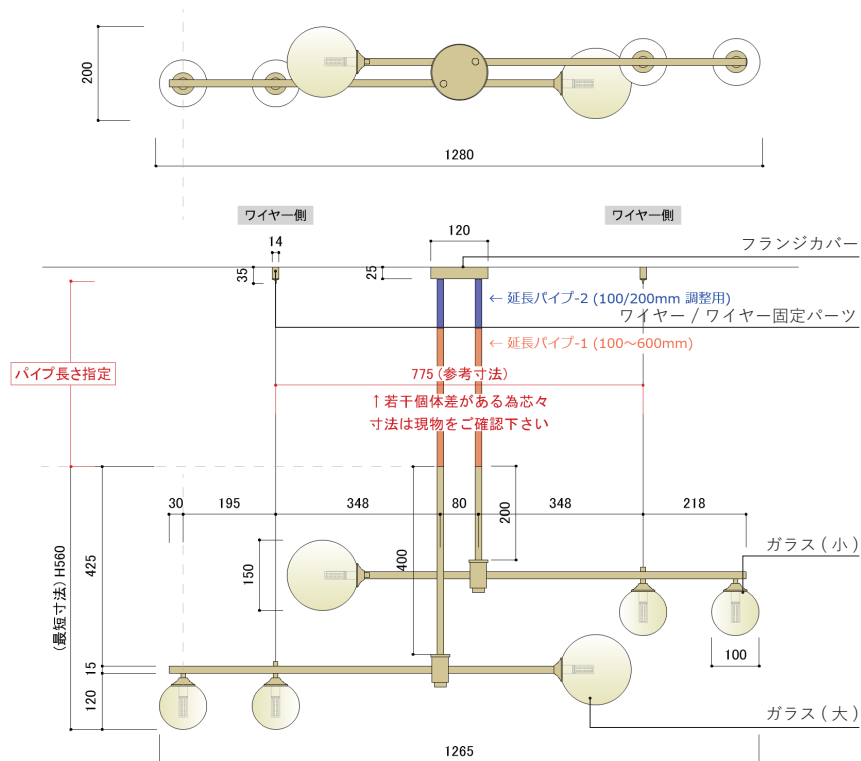 200
1280
ワイヤー側
ワイヤー側
14
120
フランジカバー
35
25
← 延長パイプ-2 (100/200mm 調整用)
ワイヤー / ワイヤー固定パーツ
← 延長パイプ-1 (100～600mm)
パイプ長さ指定
775 (参考寸法)
↑若干個体差がある為芯々
寸法は現物をご確認下さい
30
195
348
80
348
218
200
ガラス ( 小 )
(最短寸法) H560
425
400
150
15
100
120
ガラス ( 大 )
1265